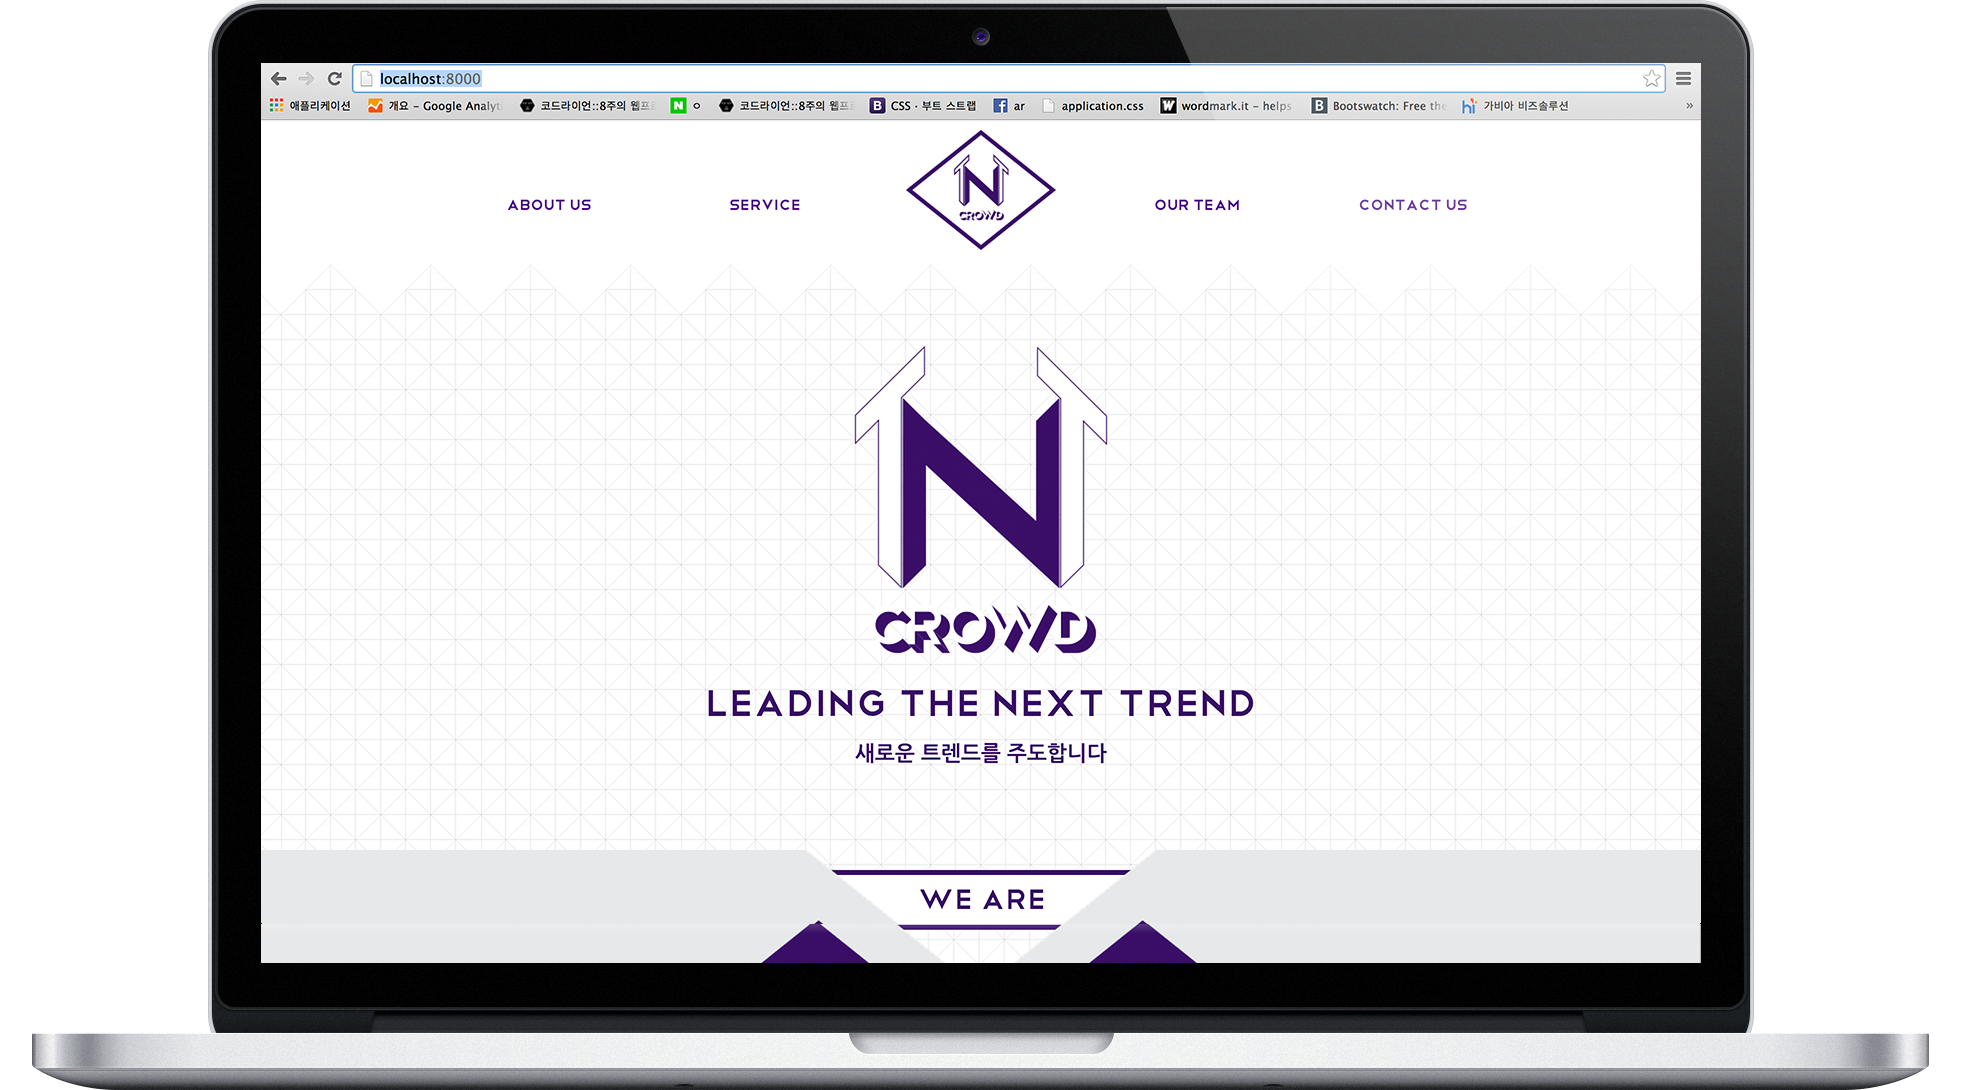 localhost:8000
애플리케이션 개요 - Google Analyt 코드라이언::8주의 웹프 ㅇ 코드라이언::8주의 웹프 CSS · 부트 스트랩 ar application.css wordmark.it - helps Bootswatch: Free the 가비아 비즈솔루션 »
ABOUT US SERVICE N CROWD OUR TEAM CONTACT US
N
CROWD
LEADING THE NEXT TREND
새로운 트렌드를 주도합니다
WE ARE